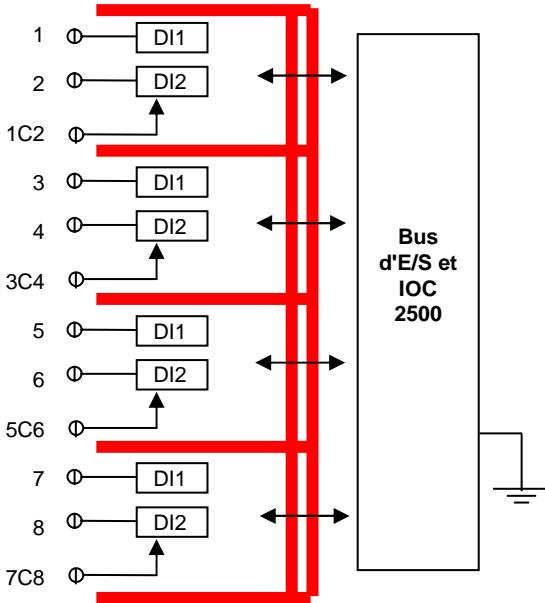 1 DI1
2 DI2
1C2
3 DI1
4 DI2
3C4
5 DI1
6 DI2
5C6
7 DI1
8 DI2
7C8
Bus
d'E/S et
IOC
2500